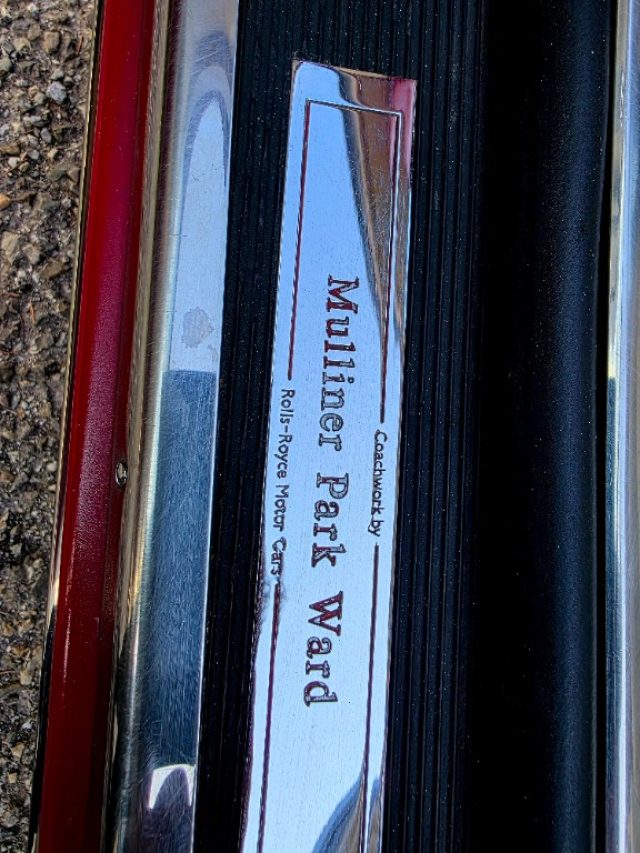 Coachwork by
Mulliner Park Ward
Rolls-Royce Motor Cars